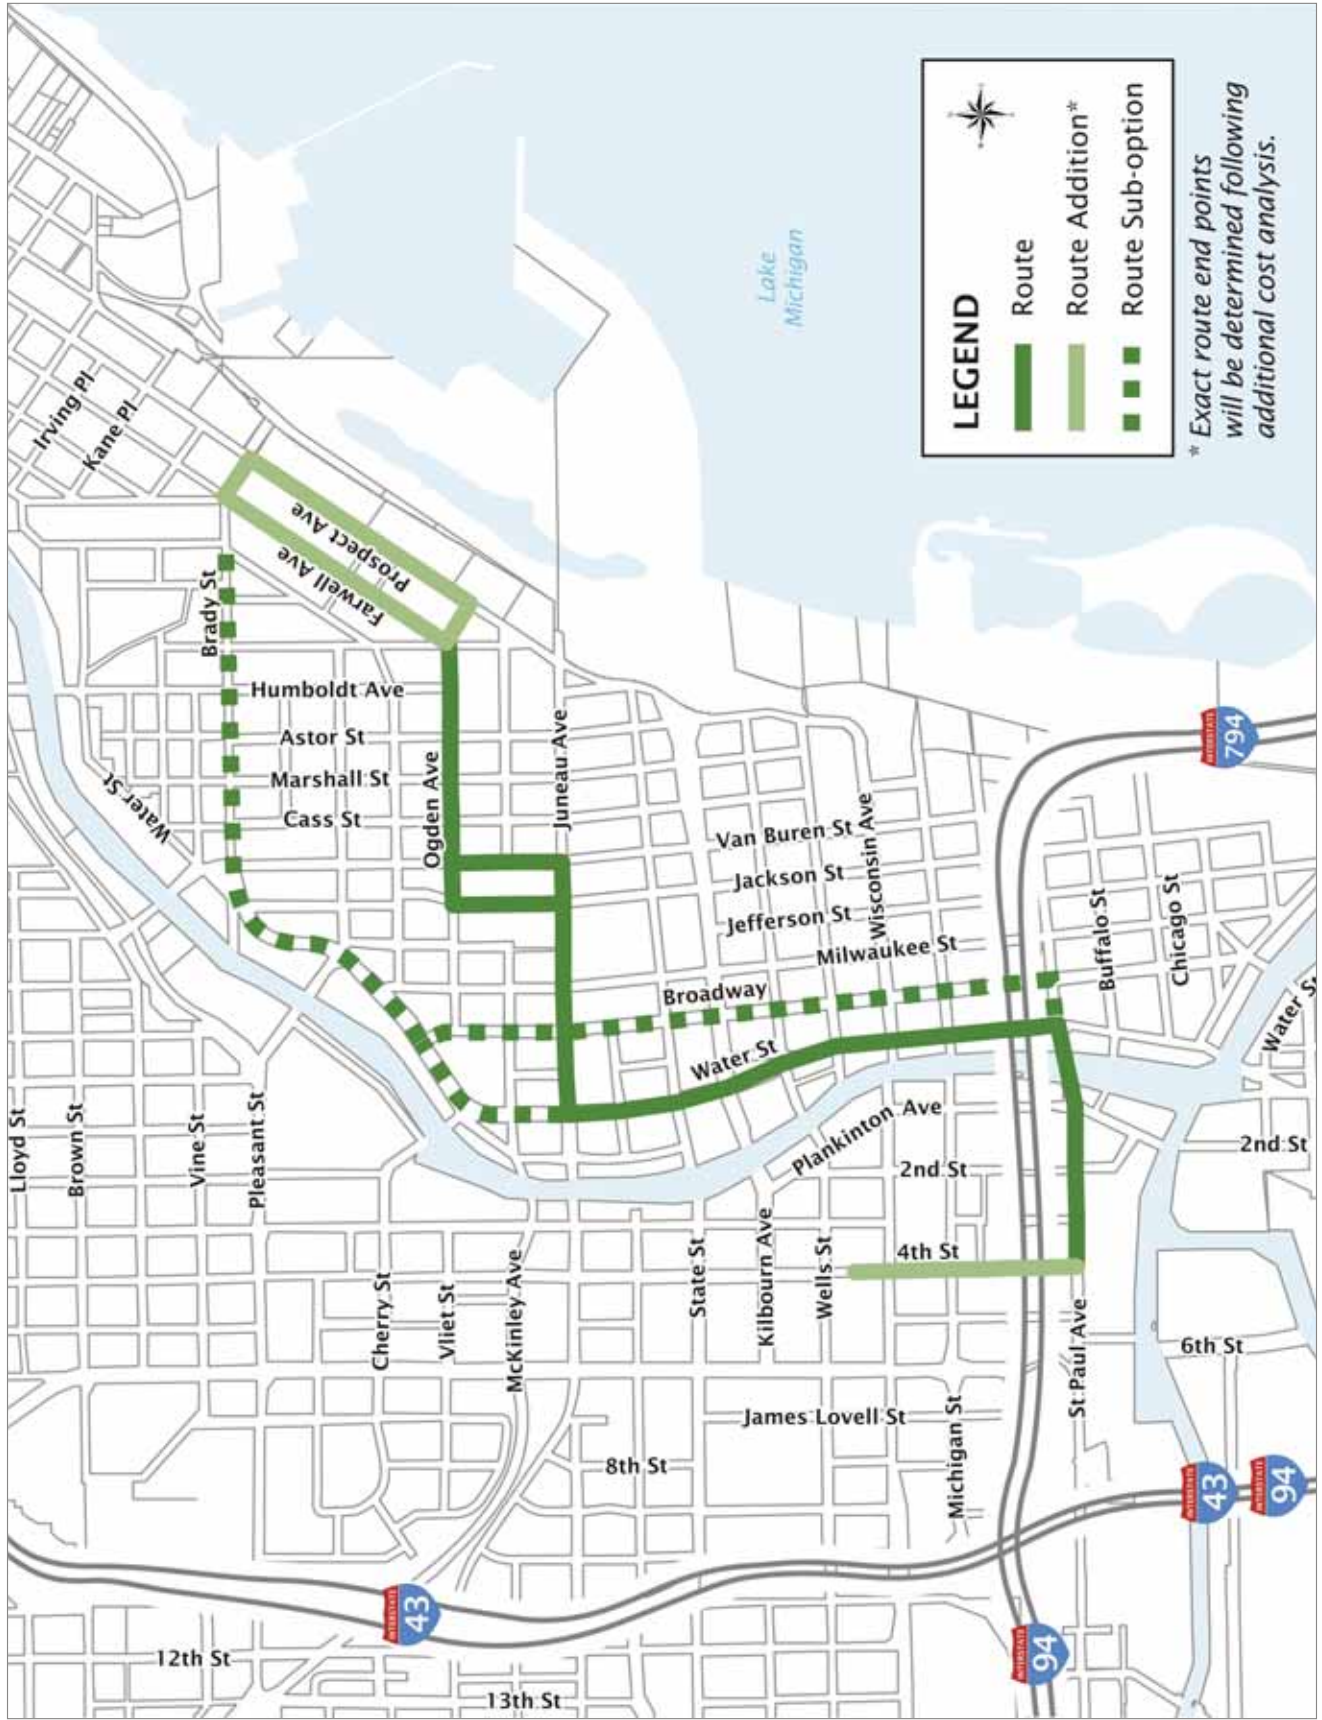 LEGEND
Route
Route Addition*
Route Sub-option
* Exact route end points
will be determined following
additional cost analysis.
Lake
Michigan
Irving Pl
Kane Pl
Prospect Ave
Farwell Ave
Brady St
Humboldt Ave
Astor St
Marshall St
Cass St
Water St
Ogden Ave
Juneau Ave
Van Buren St
Jackson St
Jefferson St
Milwaukee St
Wisconsin Ave
Broadway
Water St
Buffalo St
Chicago St
Water St
INTERSTATE
794
Lloyd St
Brown St
Vine St
Pleasant St
Plankinton Ave
2nd St
2nd St
4th St
Cherry St
Vliet St
McKinley Ave
State St
Kilbourn Ave
Wells St
St Paul Ave
6th St
James Lovell St
Michigan St
8th St
INTERSTATE
43
INTERSTATE
94
INTERSTATE
43
INTERSTATE
94
12th St
13th St